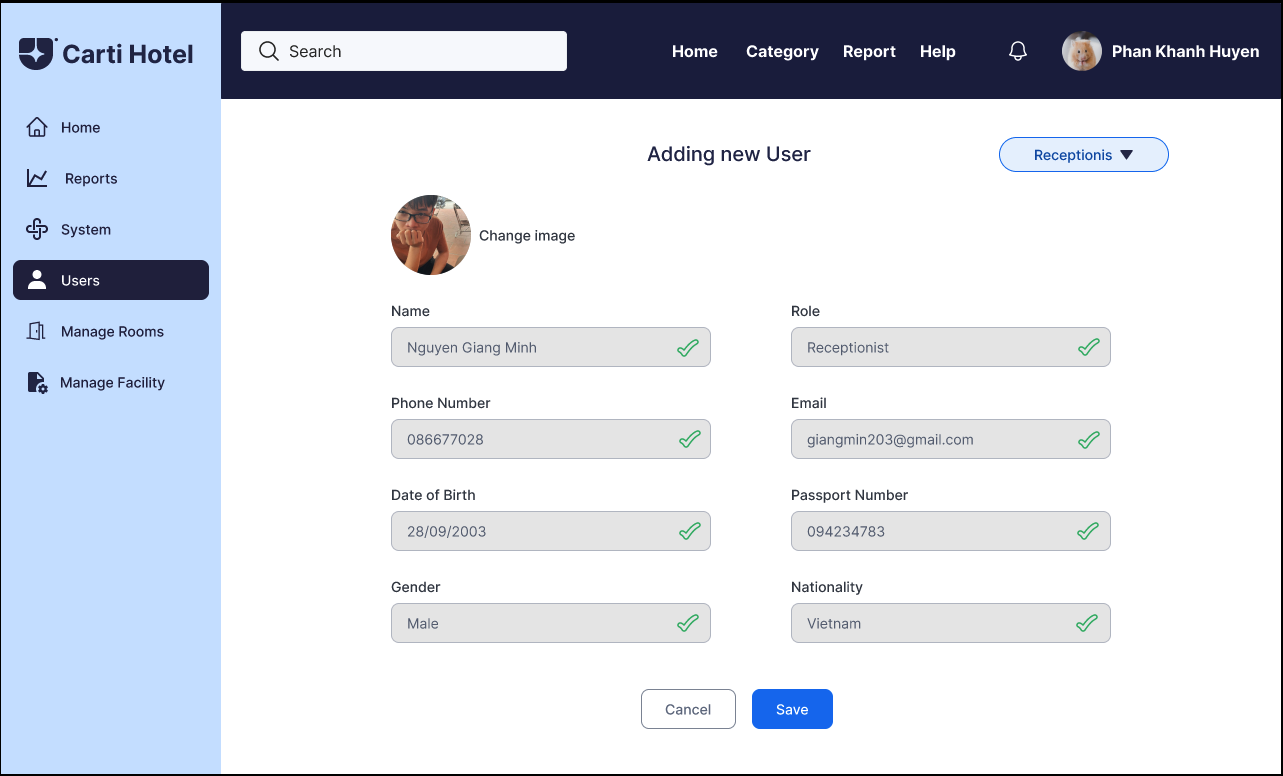 Carti Hotel
Search
Home
Category
Report
Help
Phan Khanh Huyen
Home
Reports
System
Users
Manage Rooms
Manage Facility
Adding new User
Receptionis
Change image
Name
Role
Nguyen Giang Minh
Receptionist
Phone Number
Email
086677028
giangmin203@gmail.com
Date of Birth
Passport Number
28/09/2003
094234783
Gender
Nationality
Male
Vietnam
Cancel
Save